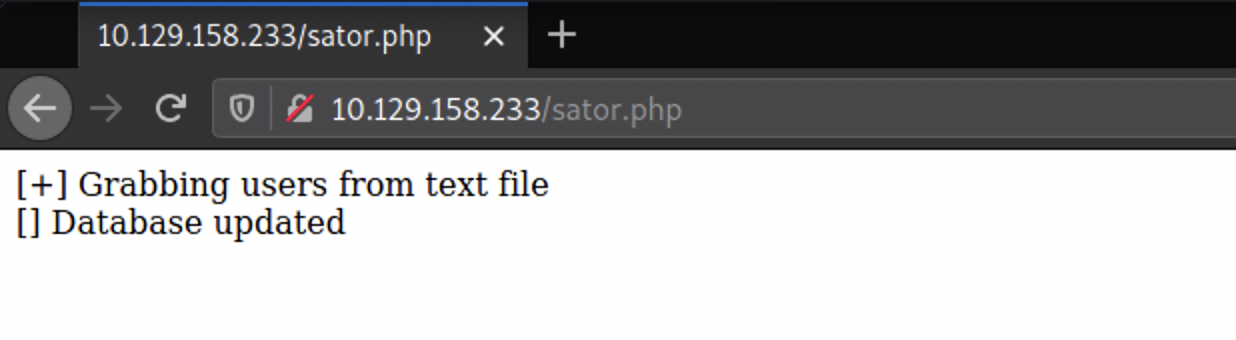 10.129.158.233/sator.php
10.129.158.233/sator.php
[+] Grabbing users from text file
[] Database updated